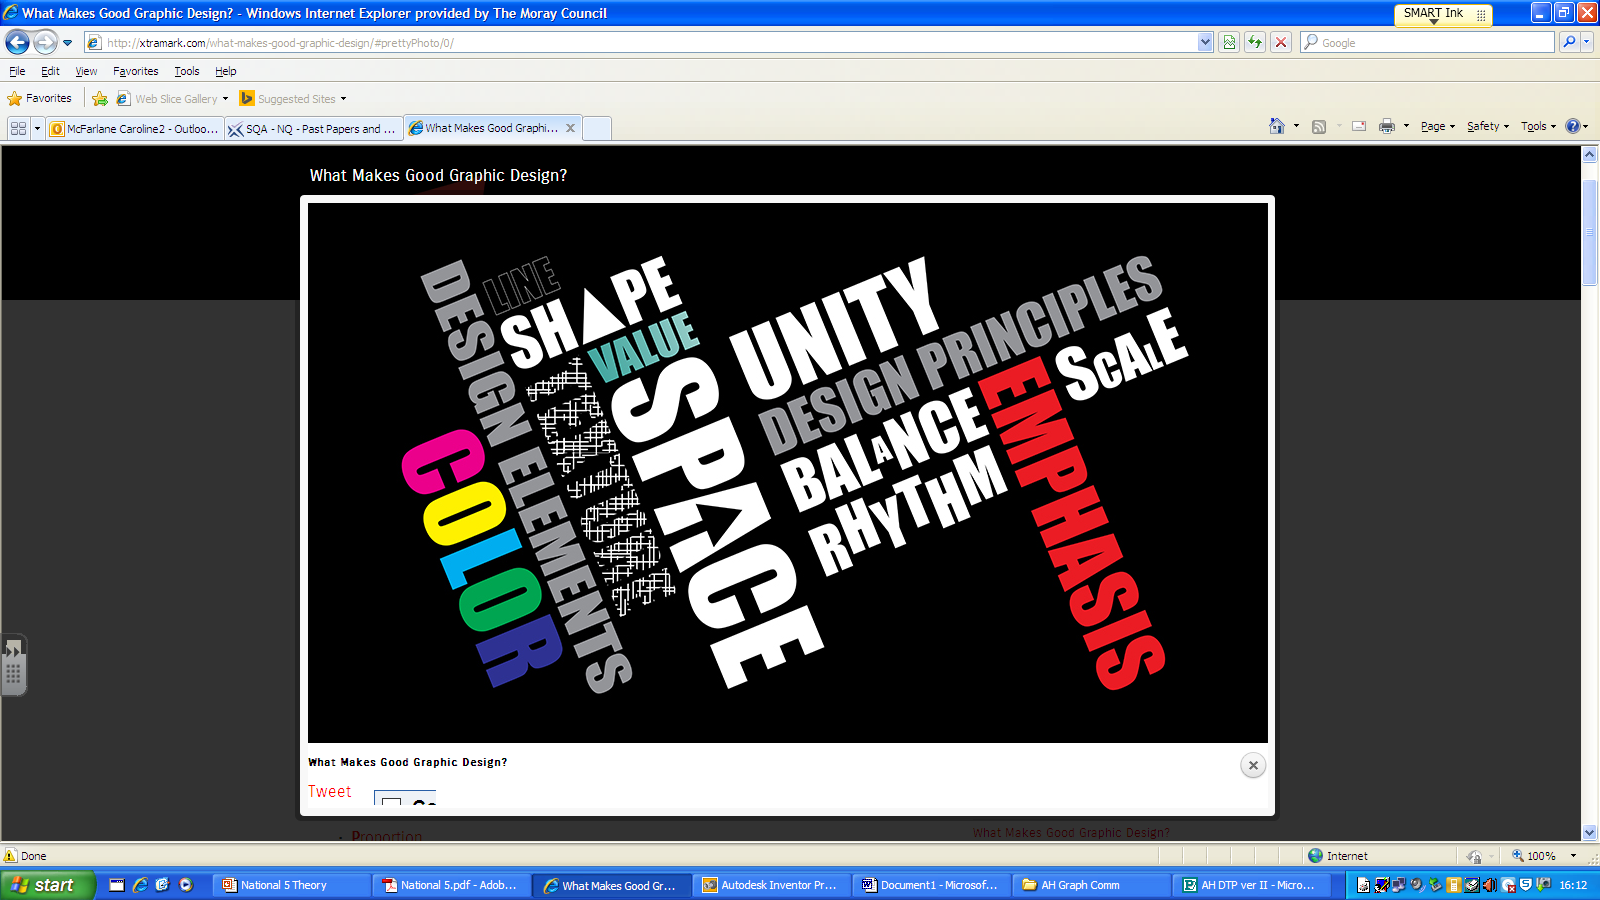 What Makes Good Graphic Design? - Windows Internet Explorer provided by The Moray Council
SMART Ink
http://xtramark.com/what-makes-good-graphic-design/#prettyPhoto/0/
Google
File Edit View Favorites Tools Help
Favorites Web Slice Gallery Suggested Sites
McFarlane Caroline2 - Outloo... SQA - NQ - Past Papers and ... What Makes Good Graphi... Page Safety Tools
What Makes Good Graphic Design?
DESIGN ELEMENTS
LINE
SHAPE
VALUE
TEXTURE
SPACE
COLOR
UNITY
DESIGN PRINCIPLES
SCALE
BALANCE
RHYTHM
EMPHASIS
What Makes Good Graphic Design?
Tweet
Proportion
What Makes Good Graphic Design?
Done Internet 100%
start National 5 Theory National 5.pdf - Adob... What Makes Good Gr... Autodesk Inventor Pr... Document1 - Microsof... AH Graph Comm AH DTP ver II - Micro... 16:12